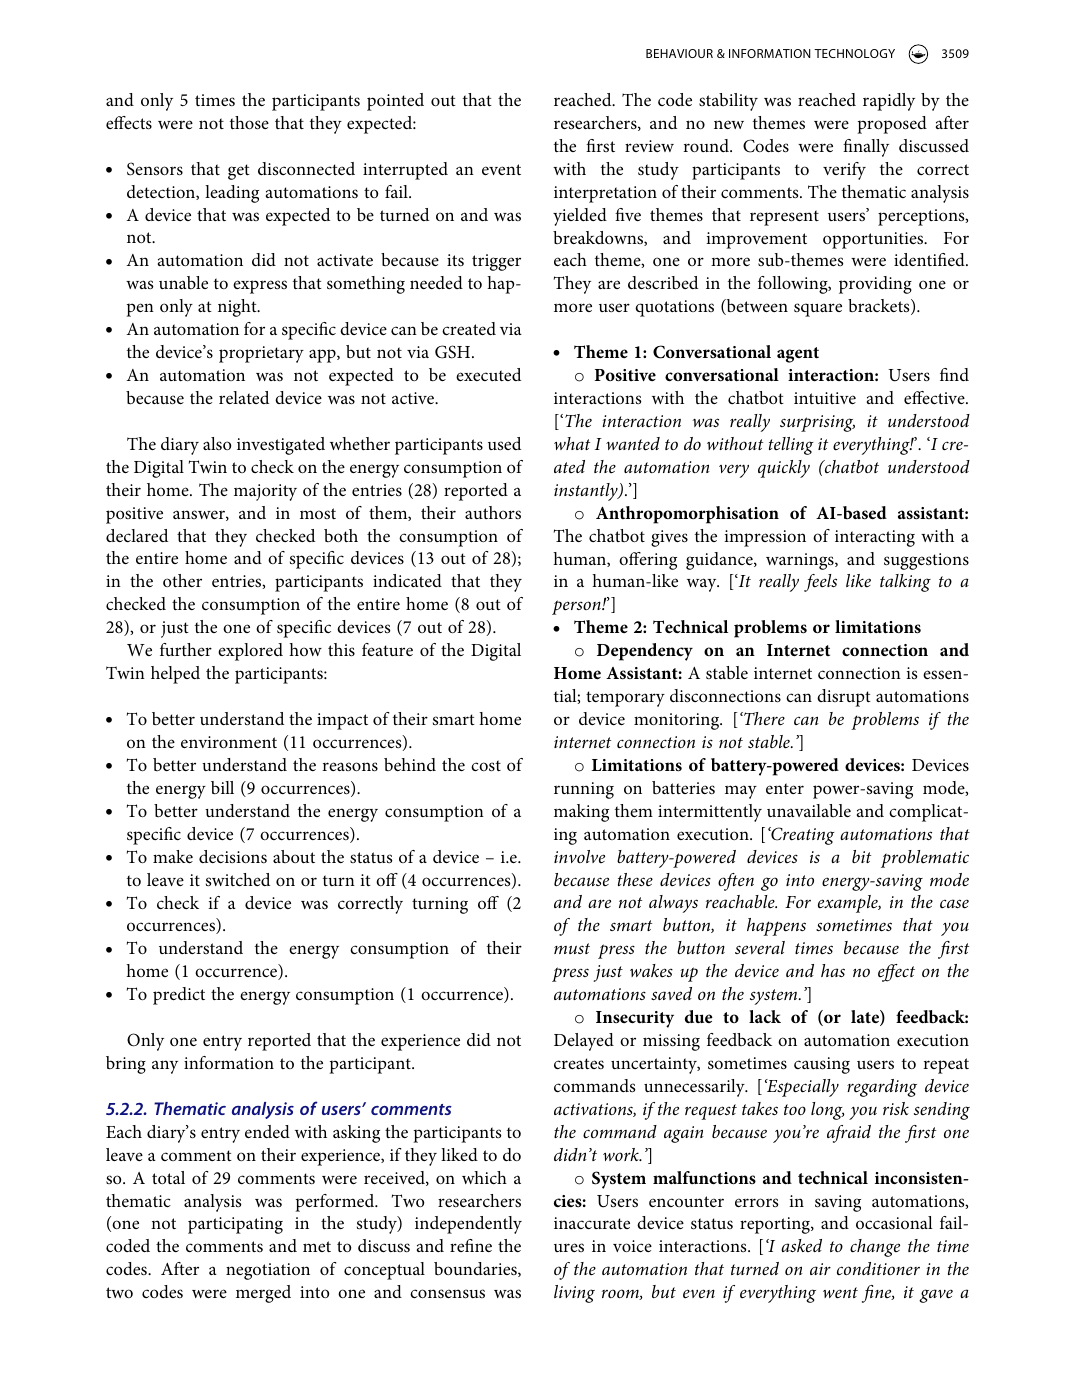 BEHAVIOUR & INFORMATION TECHNOLOGY 3509
and only 5 times the participants pointed out that the
effects were not those that they expected:
• Sensors that get disconnected interrupted an event
detection, leading automations to fail.
• A device that was expected to be turned on and was
not.
• An automation did not activate because its trigger
was unable to express that something needed to hap-
pen only at night.
• An automation for a specific device can be created via
the device's proprietary app, but not via GSH.
• An automation was not expected to be executed
because the related device was not active.
The diary also investigated whether participants used
the Digital Twin to check on the energy consumption of
their home. The majority of the entries (28) reported a
positive answer, and in most of them, their authors
declared that they checked both the consumption of
the entire home and of specific devices (13 out of 28);
in the other entries, participants indicated that they
checked the consumption of the entire home (8 out of
28), or just the one of specific devices (7 out of 28).
We further explored how this feature of the Digital
Twin helped the participants:
• To better understand the impact of their smart home
on the environment (11 occurrences).
• To better understand the reasons behind the cost of
the energy bill (9 occurrences).
• To better understand the energy consumption of a
specific device (7 occurrences).
• To make decisions about the status of a device – i.e.
to leave it switched on or turn it off (4 occurrences).
• To check if a device was correctly turning off (2
occurrences).
• To understand the energy consumption of their
home (1 occurrence).
• To predict the energy consumption (1 occurrence).
Only one entry reported that the experience did not
bring any information to the participant.
5.2.2. Thematic analysis of users' comments
Each diary's entry ended with asking the participants to
leave a comment on their experience, if they liked to do
so. A total of 29 comments were received, on which a
thematic analysis was performed. Two researchers
(one not participating in the study) independently
coded the comments and met to discuss and refine the
codes. After a negotiation of conceptual boundaries,
two codes were merged into one and consensus was
reached. The code stability was reached rapidly by the
researchers, and no new themes were proposed after
the first review round. Codes were finally discussed
with the study participants to verify the correct
interpretation of their comments. The thematic analysis
yielded five themes that represent users' perceptions,
breakdowns, and improvement opportunities. For
each theme, one or more sub-themes were identified.
They are described in the following, providing one or
more user quotations (between square brackets).
• Theme 1: Conversational agent
○ Positive conversational interaction: Users find
interactions with the chatbot intuitive and effective.
['The interaction was really surprising, it understood
what I wanted to do without telling it everything!'. 'I cre-
ated the automation very quickly (chatbot understood
instantly).']
○ Anthropomorphisation of AI-based assistant:
The chatbot gives the impression of interacting with a
human, offering guidance, warnings, and suggestions
in a human-like way. ['It really feels like talking to a
person!']
• Theme 2: Technical problems or limitations
○ Dependency on an Internet connection and
Home Assistant: A stable internet connection is essen-
tial; temporary disconnections can disrupt automations
or device monitoring. ['There can be problems if the
internet connection is not stable.']
○ Limitations of battery-powered devices: Devices
running on batteries may enter power-saving mode,
making them intermittently unavailable and complicat-
ing automation execution. ['Creating automations that
involve battery-powered devices is a bit problematic
because these devices often go into energy-saving mode
and are not always reachable. For example, in the case
of the smart button, it happens sometimes that you
must press the button several times because the first
press just wakes up the device and has no effect on the
automations saved on the system.']
○ Insecurity due to lack of (or late) feedback:
Delayed or missing feedback on automation execution
creates uncertainty, sometimes causing users to repeat
commands unnecessarily. ['Especially regarding device
activations, if the request takes too long, you risk sending
the command again because you're afraid the first one
didn't work.']
○ System malfunctions and technical inconsisten-
cies: Users encounter errors in saving automations,
inaccurate device status reporting, and occasional fail-
ures in voice interactions. ['I asked to change the time
of the automation that turned on air conditioner in the
living room, but even if everything went fine, it gave a